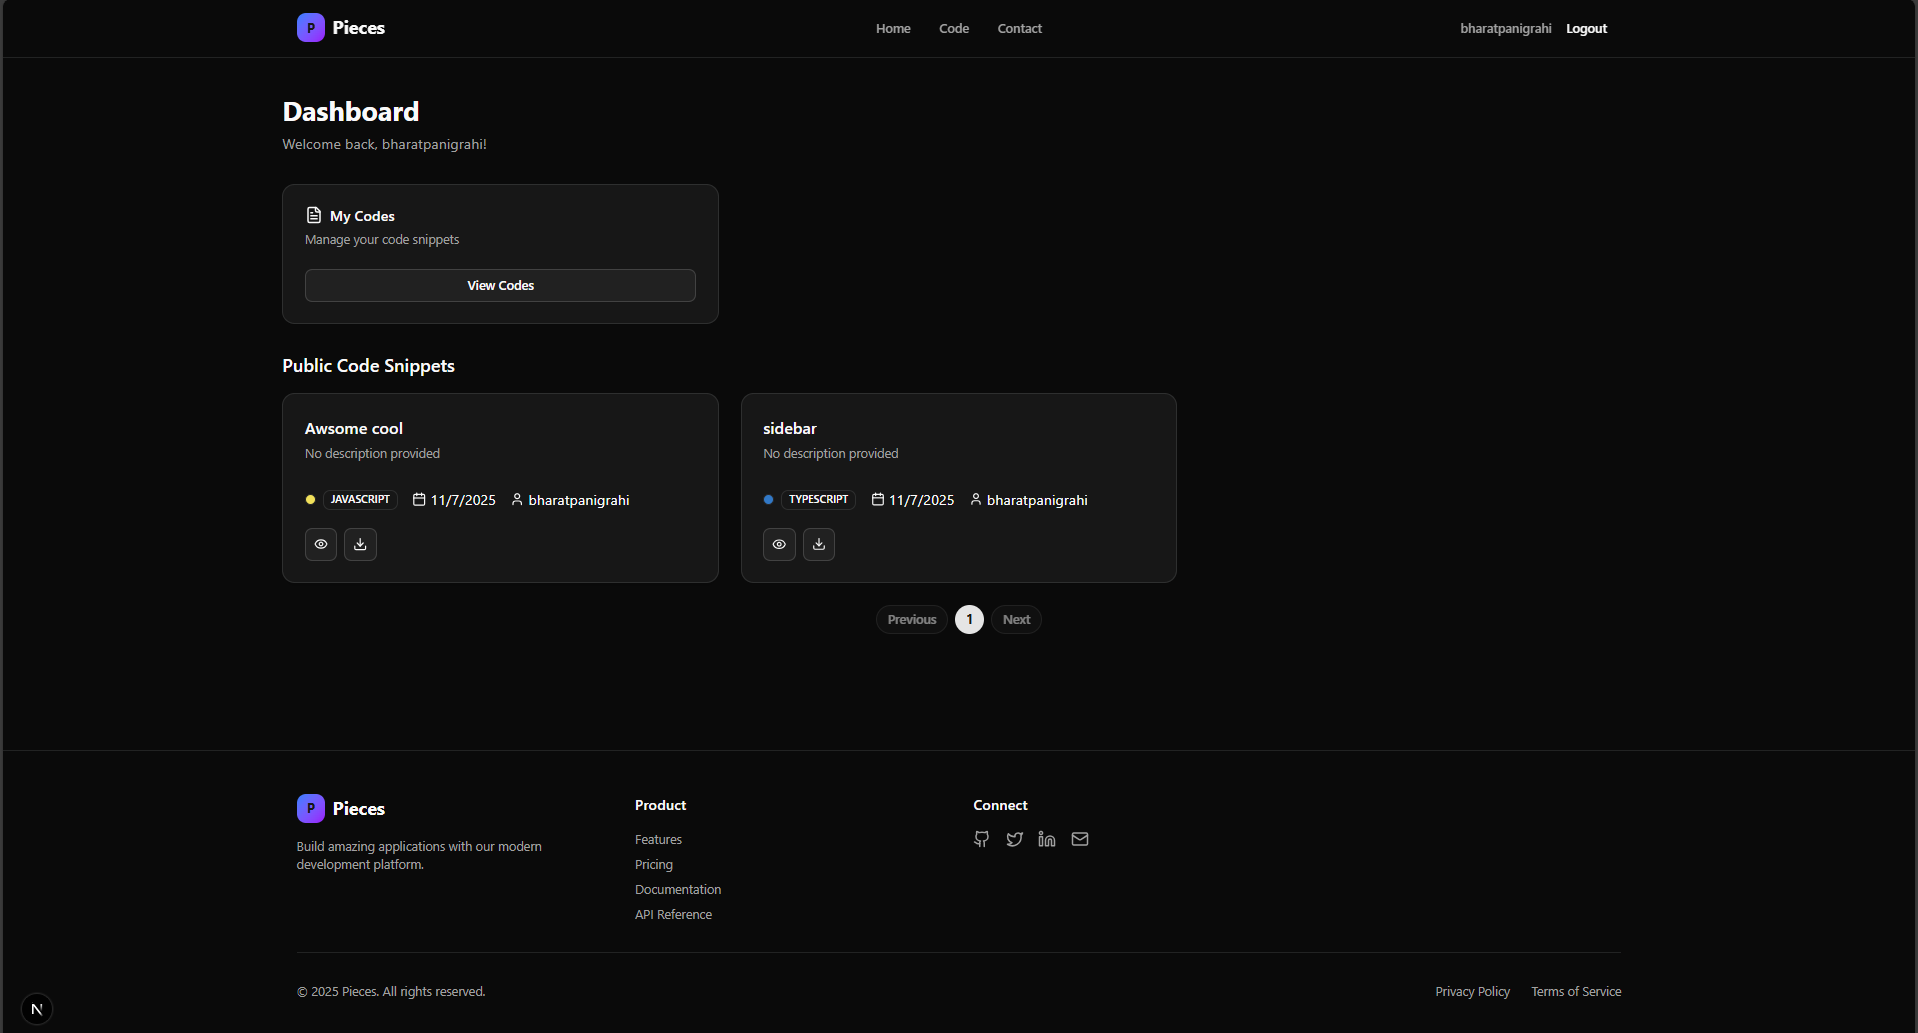 P Pieces
Home Code Contact
bharatpanigrahi Logout
Dashboard
Welcome back, bharatpanigrahi!
My Codes
Manage your code snippets
View Codes
Public Code Snippets
Awsome cool
No description provided
JAVASCRIPT 11/7/2025 bharatpanigrahi
sidebar
No description provided
TYPESCRIPT 11/7/2025 bharatpanigrahi
Previous 1 Next
P Pieces
Build amazing applications with our modern
development platform.
Product
Features
Pricing
Documentation
API Reference
Connect
© 2025 Pieces. All rights reserved.
Privacy Policy Terms of Service
N